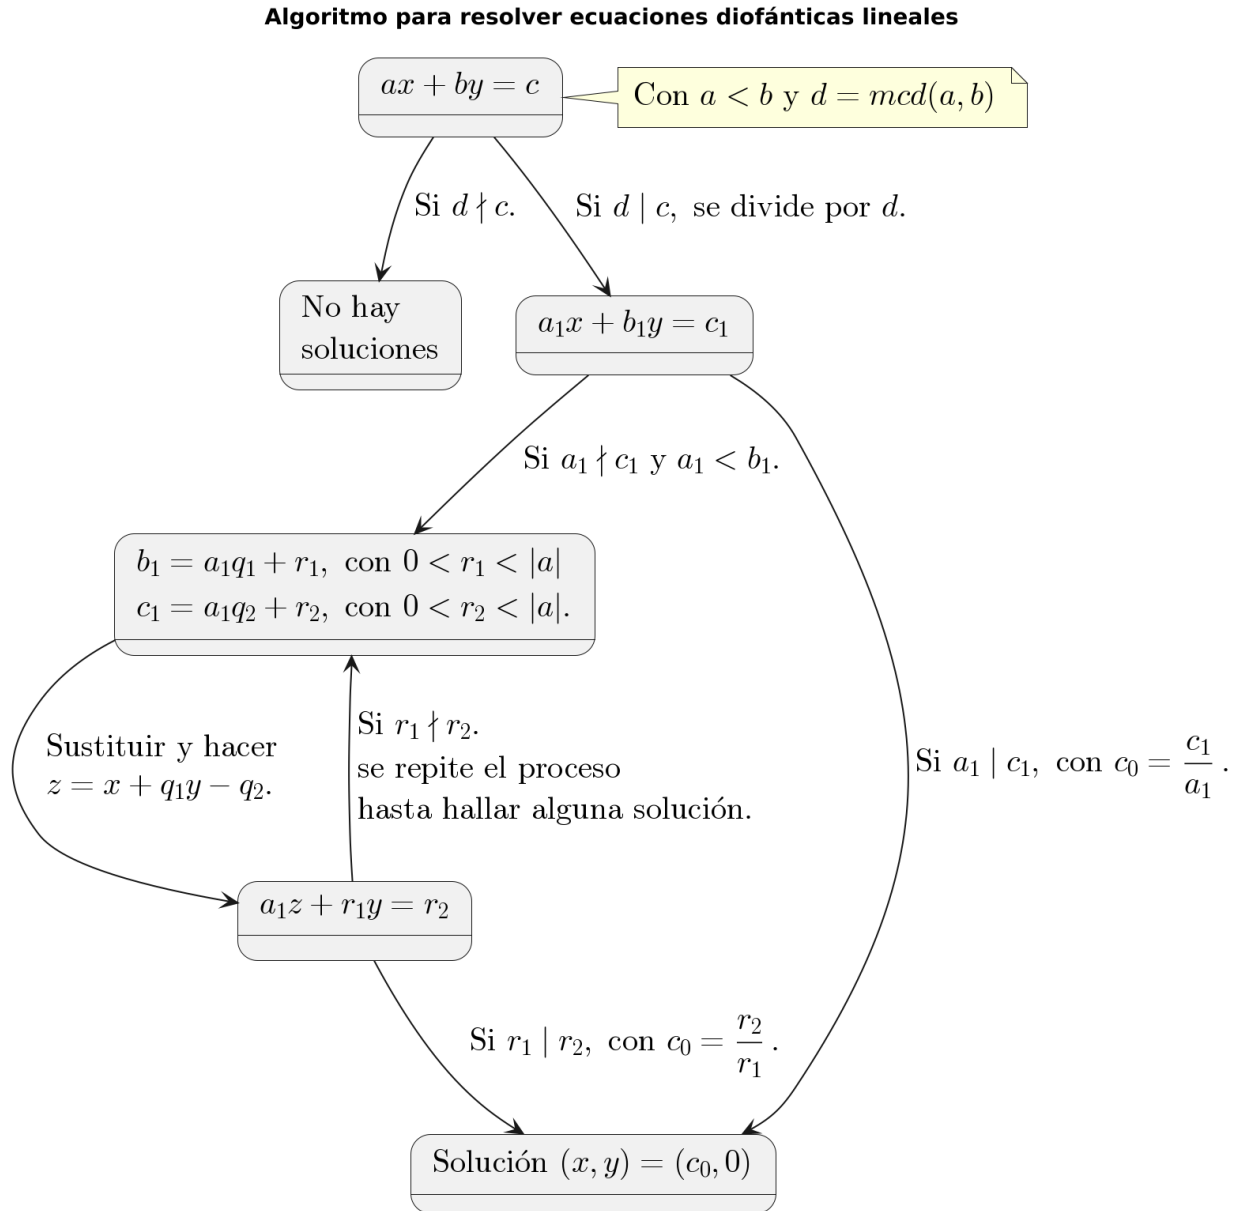 Algoritmo para resolver ecuaciones diofánticas lineales
ax + by = c
Con a < b y d = mcd(a, b)
Si d ∤ c.
Si d | c, se divide por d.
No hay
soluciones
a₁x + b₁y = c₁
Si a₁ ∤ c₁ y a₁ < b₁.
b₁ = a₁q₁ + r₁, con 0 < r₁ < |a|
c₁ = a₁q₂ + r₂, con 0 < r₂ < |a|.
Sustituir y hacer
z = x + q₁y − q₂.
Si r₁ ∤ r₂.
se repite el proceso
hasta hallar alguna solución.
Si a₁ | c₁, con c₀ = c₁/a₁.
a₁z + r₁y = r₂
Si r₁ | r₂, con c₀ = r₂/r₁.
Solución (x, y) = (c₀, 0)